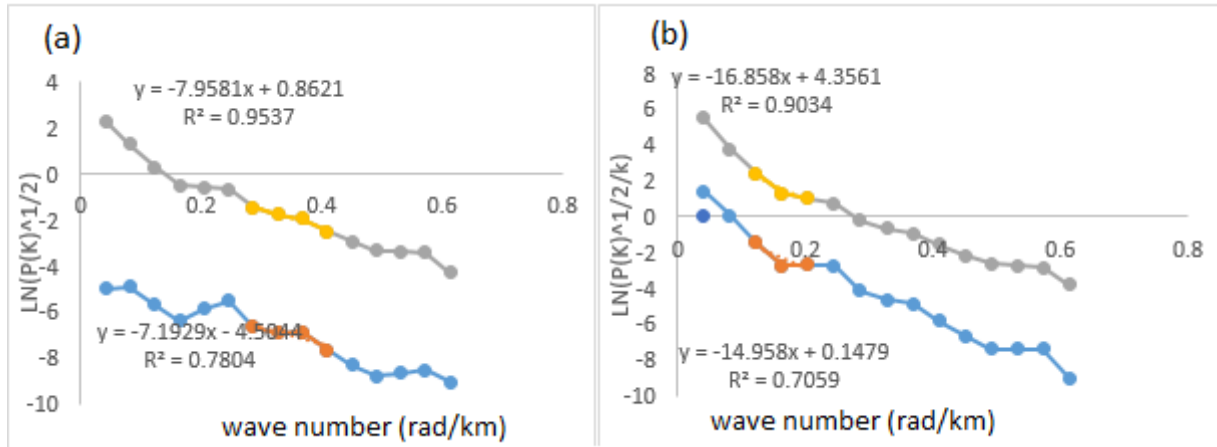 (a)
4
y = -7.9581x + 0.8621
R² = 0.9537
2
0
0 0.2 0.4 0.6 0.8
-2
-4
-6
y = -7.1929x - 4.5044
R² = 0.7804
-8
-10
LN(P(K)^1/2)
wave number (rad/km)
(b)
8
y = -16.858x + 4.3561
6
R² = 0.9034
4
2
0
0 0.2 0.4 0.6 0.8
-2
-4
-6
y = -14.958x + 0.1479
-8
R² = 0.7059
-10
LN(P(K)^1/2/k)
wave number (rad/km)